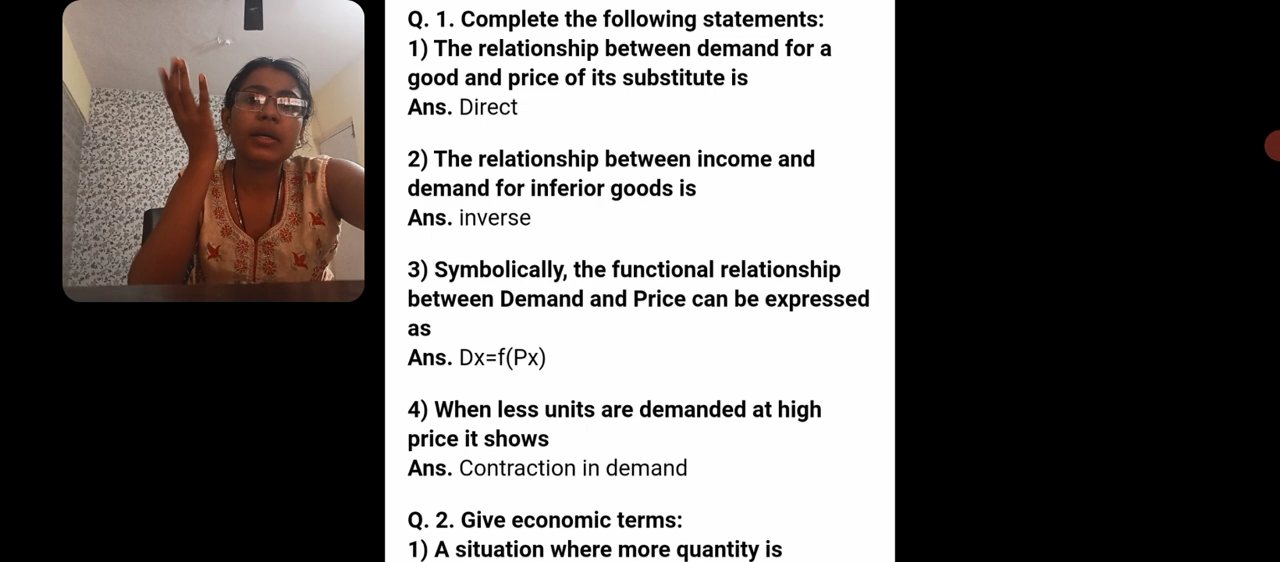 Q. 1. Complete the following statements:
1) The relationship between demand for a
good and price of its substitute is
Ans. Direct
2) The relationship between income and
demand for inferior goods is
Ans. inverse
3) Symbolically, the functional relationship
between Demand and Price can be expressed
as
Ans. Dx=f(Px)
4) When less units are demanded at high
price it shows
Ans. Contraction in demand
Q. 2. Give economic terms:
1) A situation where more quantity is